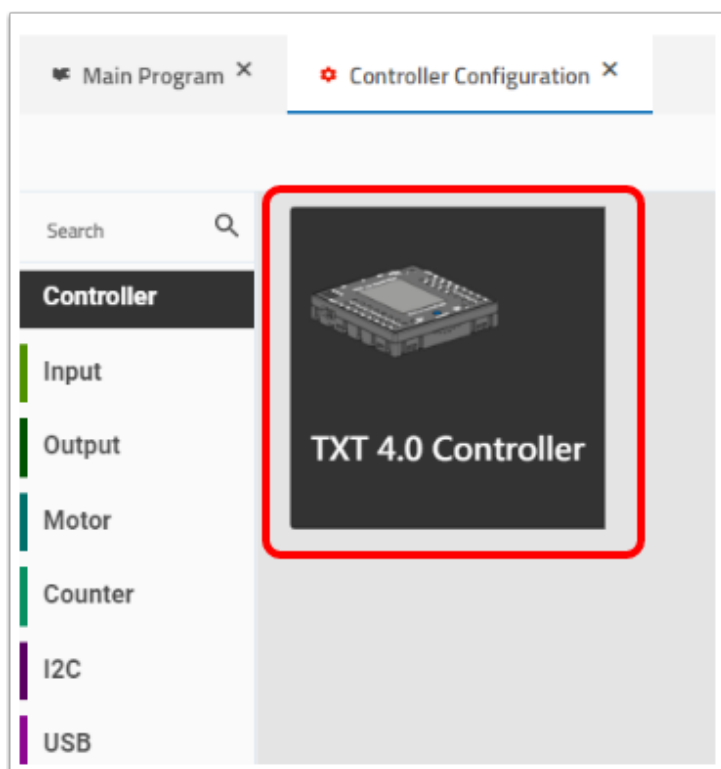 Main Program ×
Controller Configuration ×
Search
Controller
Input
Output
Motor
Counter
I2C
USB
TXT 4.0 Controller